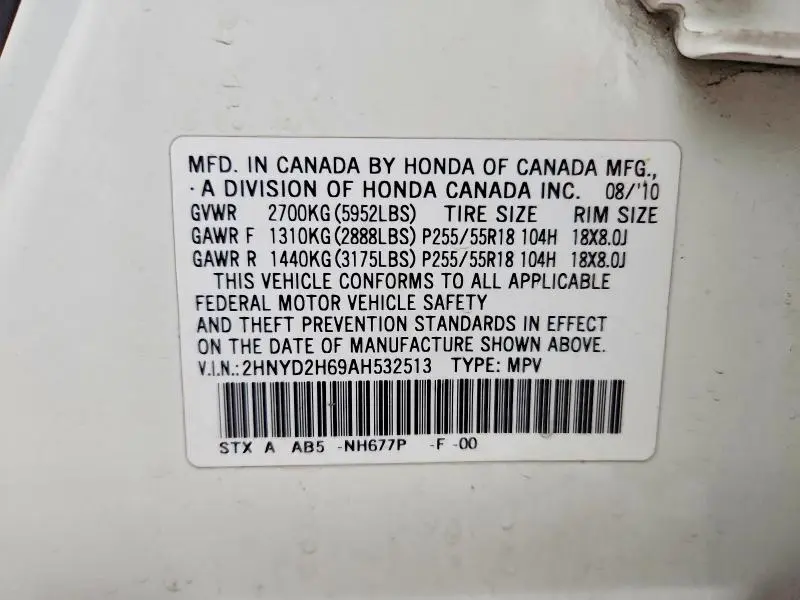 MFD. IN CANADA BY HONDA OF CANADA MFG.,
A DIVISION OF HONDA CANADA INC. 08/'10
GVWR 2700KG(5952LBS) TIRE SIZE RIM SIZE
GAWR F 1310KG(2888LBS) P255/55R18 104H 18X8.0J
GAWR R 1440KG(3175LBS) P255/55R18 104H 18X8.0J
THIS VEHICLE CONFORMS TO ALL APPLICABLE
FEDERAL MOTOR VEHICLE SAFETY
AND THEFT PREVENTION STANDARDS IN EFFECT
ON THE DATE OF MANUFACTURE SHOWN ABOVE.
V.I.N.: 2HNYD2H69AH532513 TYPE: MPV
STX A AB5 -NH677P -F -00